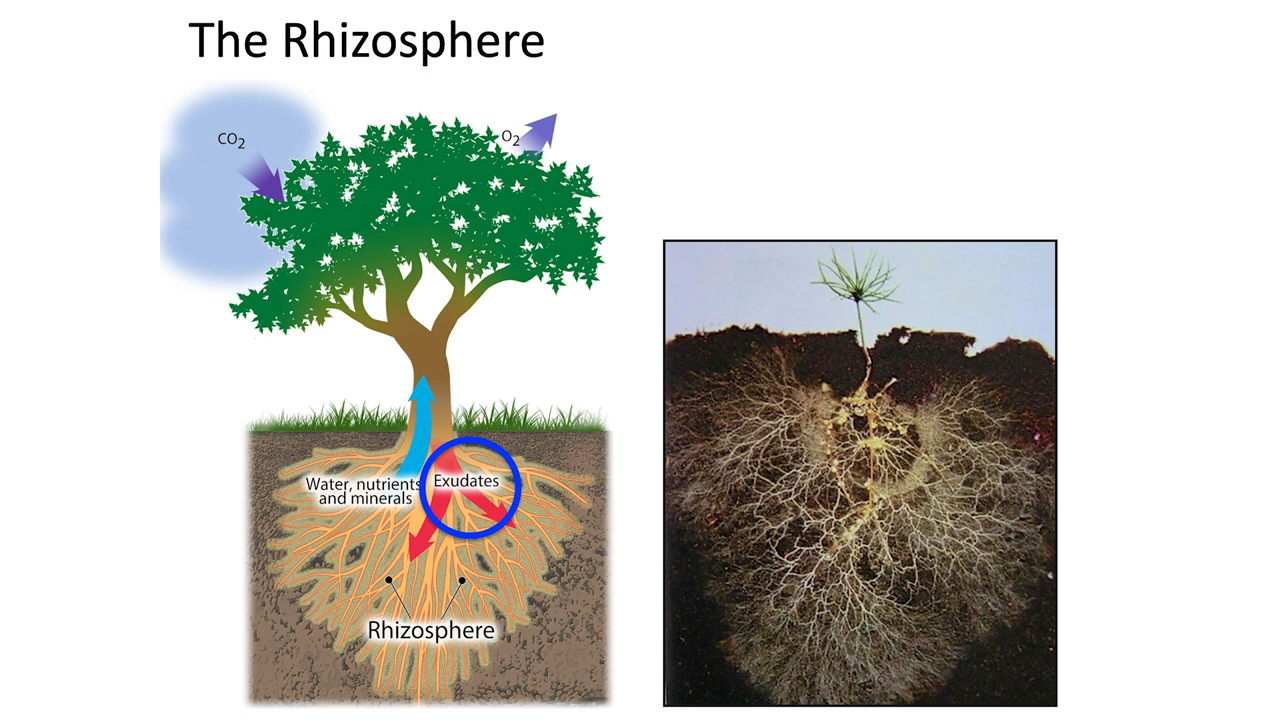 The Rhizosphere
CO2
O2
Water, nutrients
and minerals
Exudates
Rhizosphere